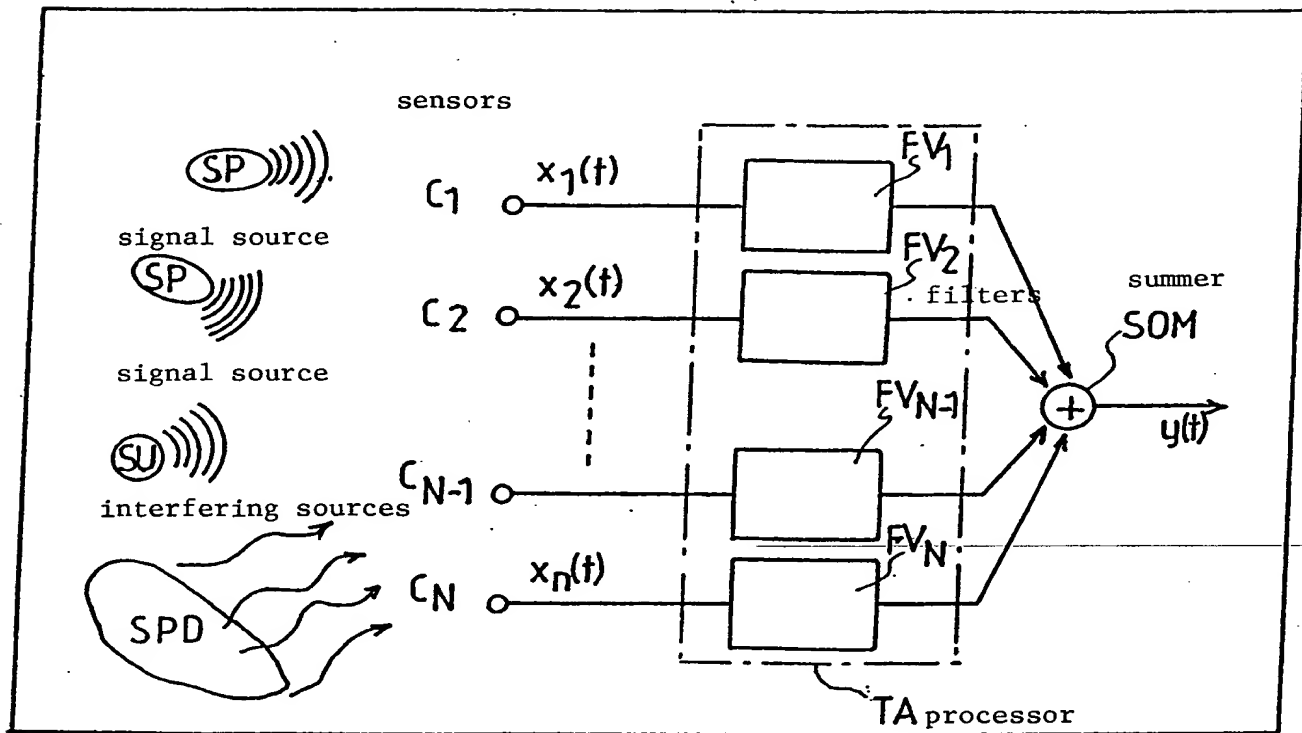 sensors
SP
FV1
C1
x1(t)
signal source
SP
FV2
filters
summer
C2
x2(t)
SOM
signal source
FVN-1
y(t)
SU
CN-1
interfering sources
FVN
CN
xn(t)
SPD
TA processor